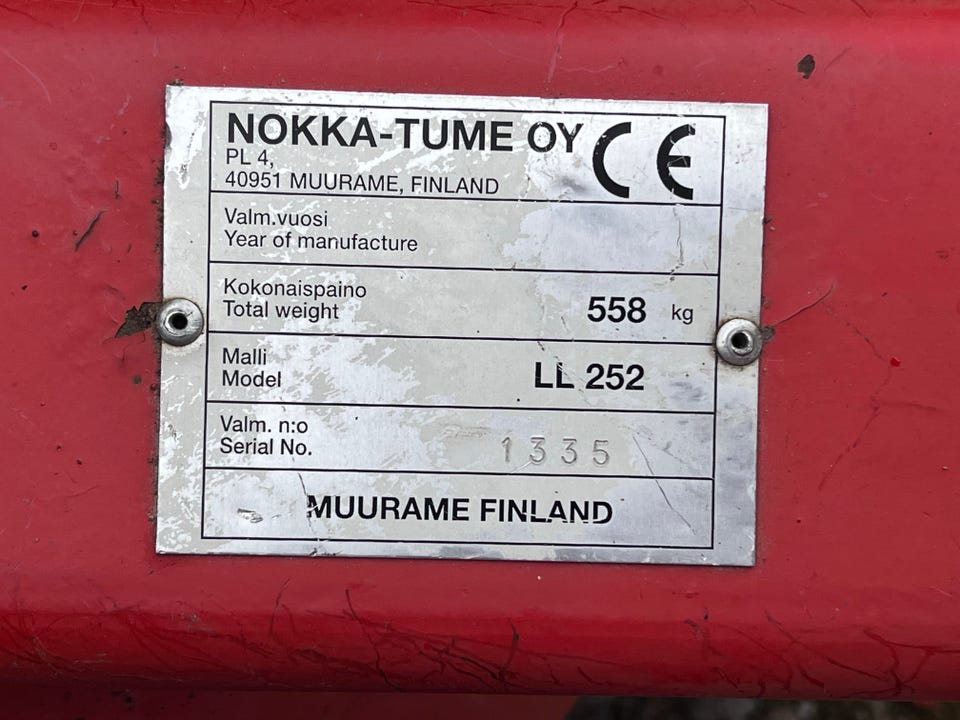 NOKKA-TUME OY CE
PL 4,
40951 MUURAME, FINLAND
Valm.vuosi
Year of manufacture
Kokonaispaino
Total weight 558 kg
Malli
Model LL 252
Valm. n:o
Serial No. 1335
MUURAME FINLAND